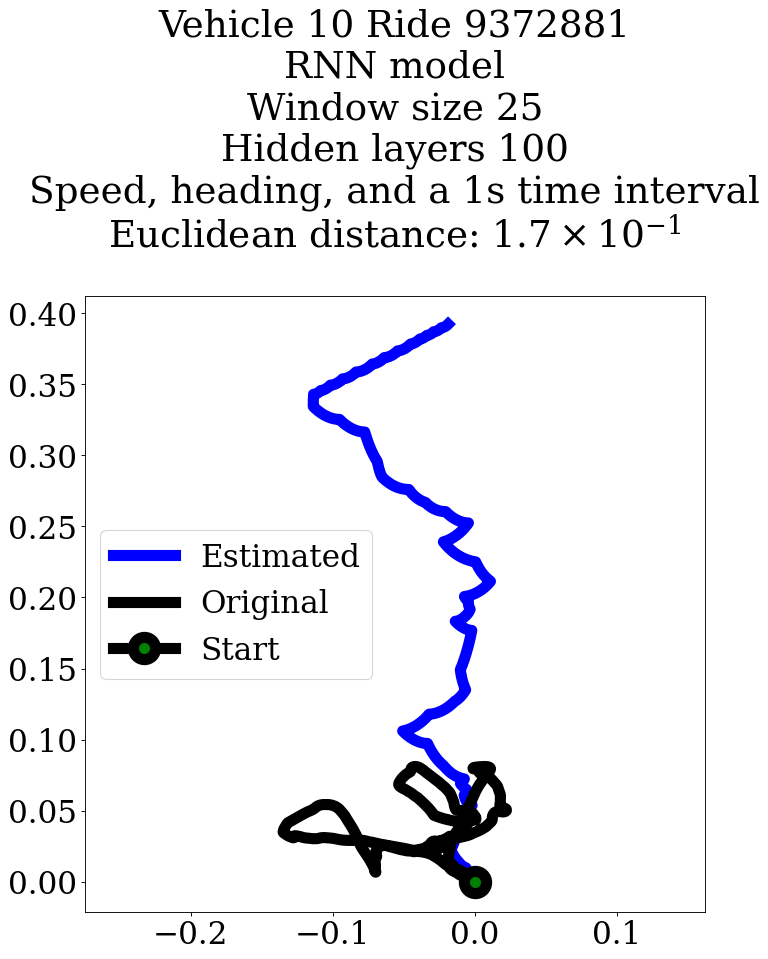 Vehicle 10 Ride 9372881
RNN model
Window size 25
Hidden layers 100
Speed, heading, and a 1s time interval
Euclidean distance: 1.7 × 10⁻¹
0.40
0.35
0.30
0.25
0.20
0.15
0.10
0.05
0.00
Estimated
Original
Start
−0.2
−0.1
0.0
0.1